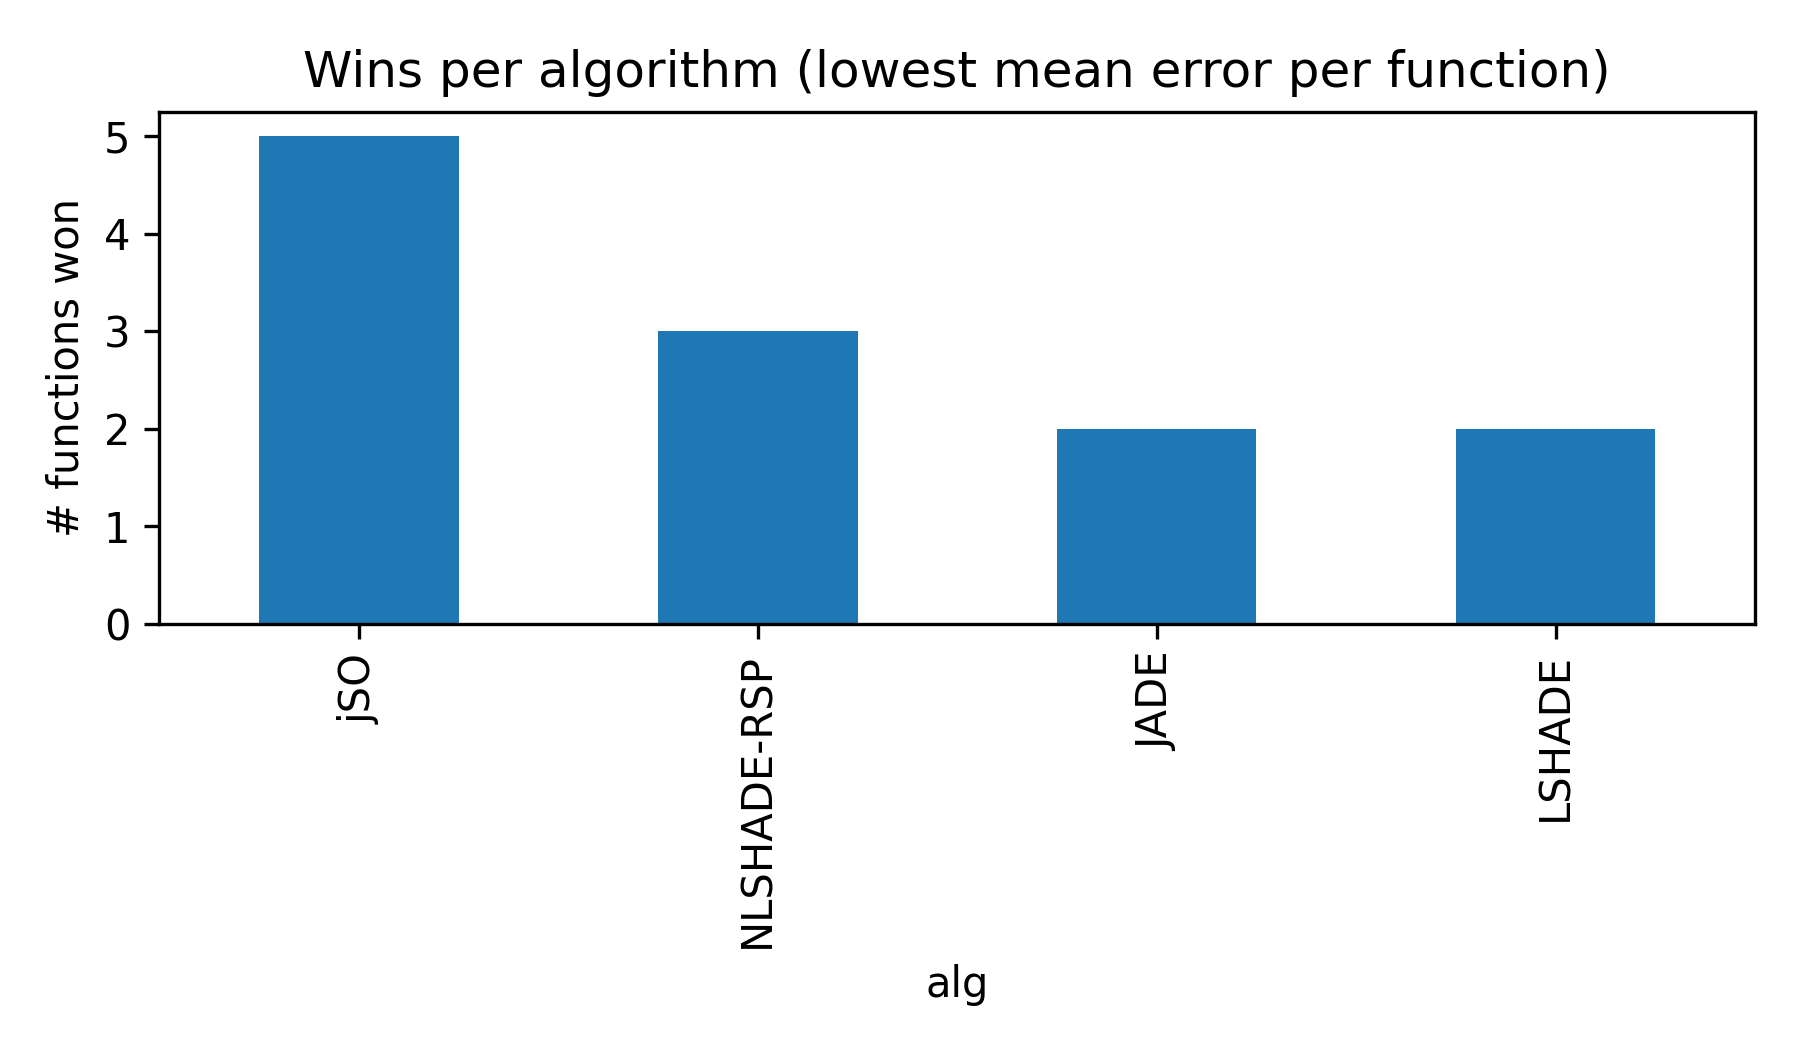 Wins per algorithm (lowest mean error per function)
# functions won
5
4
3
2
1
0
jSO
NLSHADE-RSP
JADE
LSHADE
alg